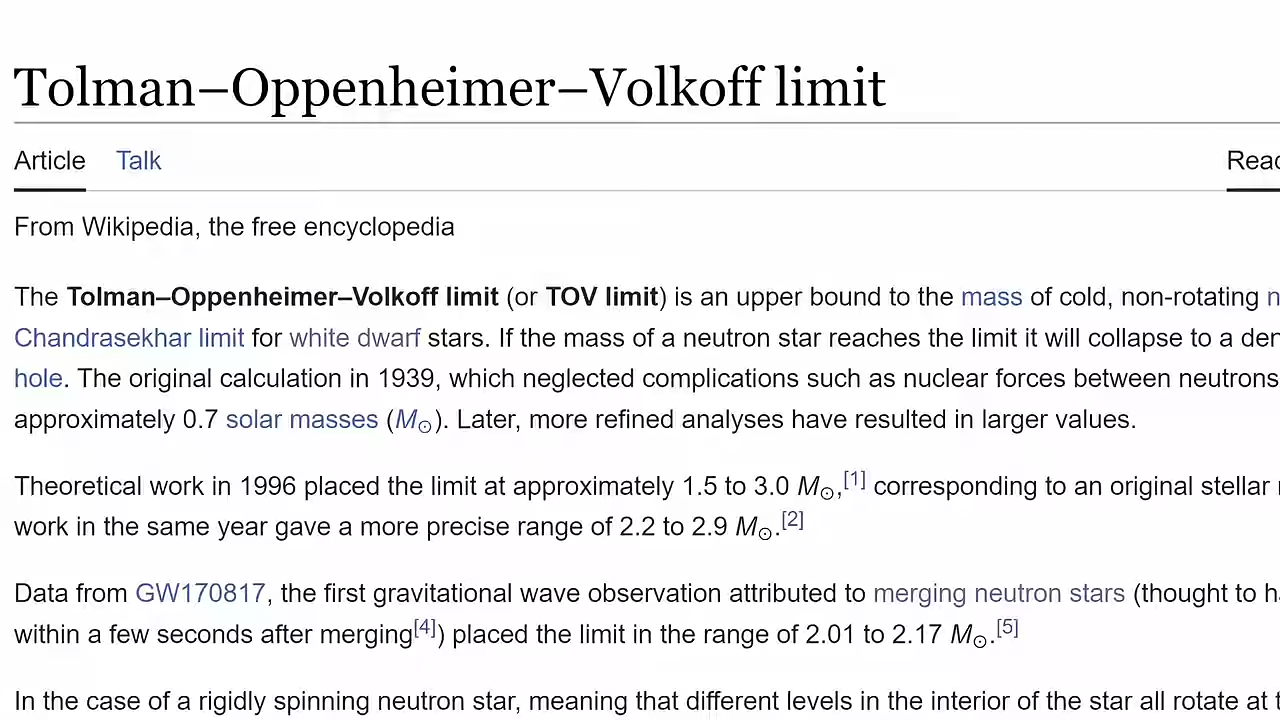 Tolman–Oppenheimer–Volkoff limit
Article Talk
From Wikipedia, the free encyclopedia
The Tolman–Oppenheimer–Volkoff limit (or TOV limit) is an upper bound to the mass of cold, non-rotating
Chandrasekhar limit for white dwarf stars. If the mass of a neutron star reaches the limit it will collapse to a
hole. The original calculation in 1939, which neglected complications such as nuclear forces between neutrons
approximately 0.7 solar masses (M☉). Later, more refined analyses have resulted in larger values.
Theoretical work in 1996 placed the limit at approximately 1.5 to 3.0 M☉,[1] corresponding to an original stellar
work in the same year gave a more precise range of 2.2 to 2.9 M☉.[2]
Data from GW170817, the first gravitational wave observation attributed to merging neutron stars (thought to
within a few seconds after merging[4]) placed the limit in the range of 2.01 to 2.17 M☉.[5]
In the case of a rigidly spinning neutron star, meaning that different levels in the interior of the star all rotate at